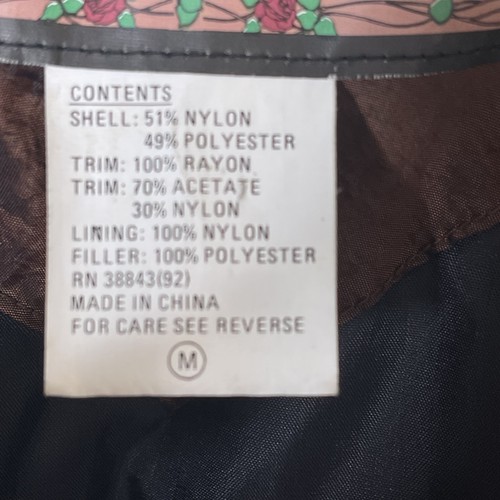 CONTENTS
SHELL: 51% NYLON
49% POLYESTER
TRIM: 100% RAYON
TRIM: 70% ACETATE
30% NYLON
LINING: 100% NYLON
FILLER: 100% POLYESTER
RN 38843(92)
MADE IN CHINA
FOR CARE SEE REVERSE
M